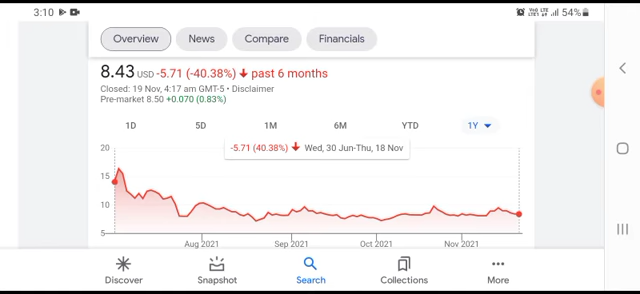 3:10 54%
Overview News Compare Financials
8.43 USD -5.71 (-40.38%) past 6 months
Closed: 19 Nov, 4:17 am GMT-5 • Disclaimer
Pre-market 8.50 +0.070 (0.83%)
1D 5D 1M 6M YTD 1Y
-5.71 (40.38%) Wed, 30 Jun-Thu, 18 Nov
20
15
10
5
Aug 2021 Sep 2021 Oct 2021 Nov 2021
Discover Snapshot Search Collections More